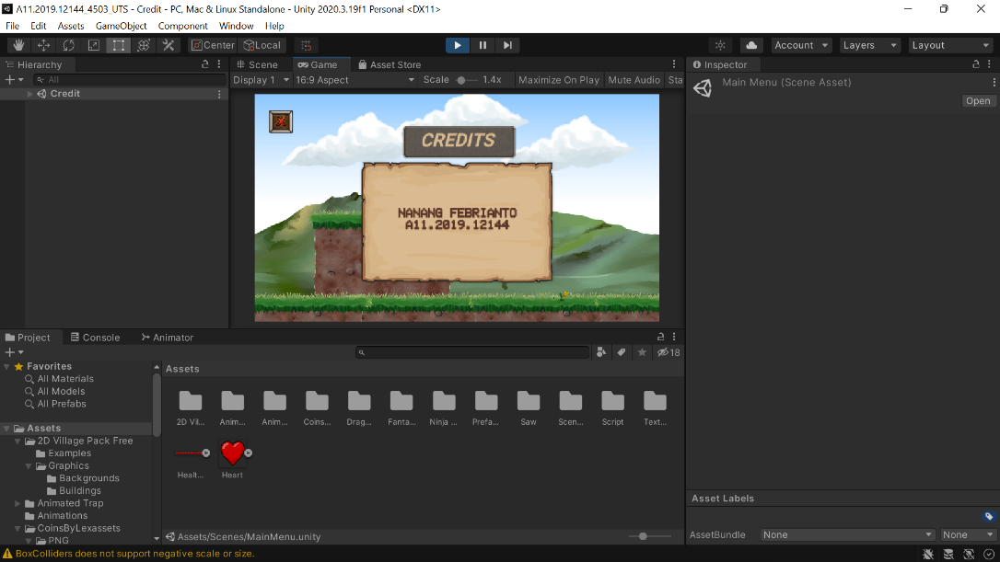 A11.2019.12144_4503_UTS - Credit - PC, Mac & Linux Standalone - Unity 2020.3.19f1 Personal <DX11>
File Edit Assets GameObject Component Window Help
Center Local
Account Layers Layout
Hierarchy
All
Credit
Scene Game Asset Store
Display 1 16:9 Aspect Scale 1.4x Maximize On Play Mute Audio Sta
CREDITS
NANANG FEBRIANTO
A11.2019.12144
Inspector
Main Menu (Scene Asset)
Open
Project Console Animator
18
Favorites
All Materials
All Models
All Prefabs
Assets
2D Village Pack Free
Examples
Graphics
Backgrounds
Buildings
Animated Trap
Animations
CoinsByLexassets
PNG
Assets
2D Vil... Anim... Anim... Coins... Drag... Fanta... Ninja ... Prefa... Saw Scen... Script Text...
Healt... Heart
Assets/Scenes/MainMenu.unity
Asset Labels
AssetBundle None None
BoxColliders does not support negative scale or size.